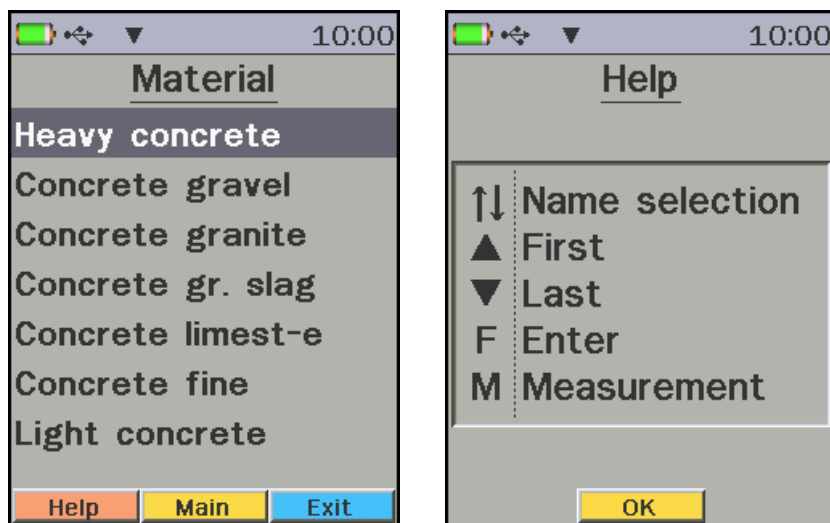 10:00
Material
Heavy concrete
Concrete gravel
Concrete granite
Concrete gr. slag
Concrete limest-e
Concrete fine
Light concrete
Help Main Exit
10:00
Help
↑↓ Name selection
▲ First
▼ Last
F Enter
M Measurement
OK